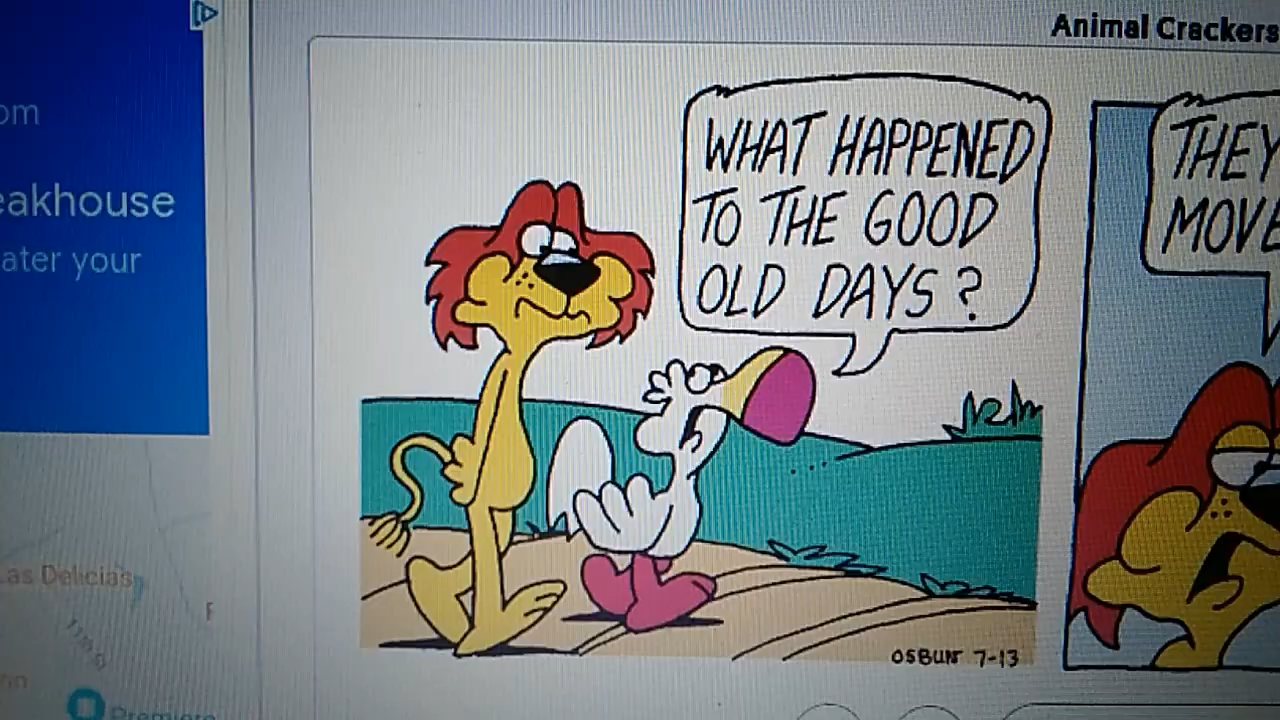 om
eakhouse
ater your
Las Delicias
Animal Crackers
WHAT HAPPENED
TO THE GOOD
OLD DAYS?
THEY
MOVE
OSBUN 7-13
Premiere